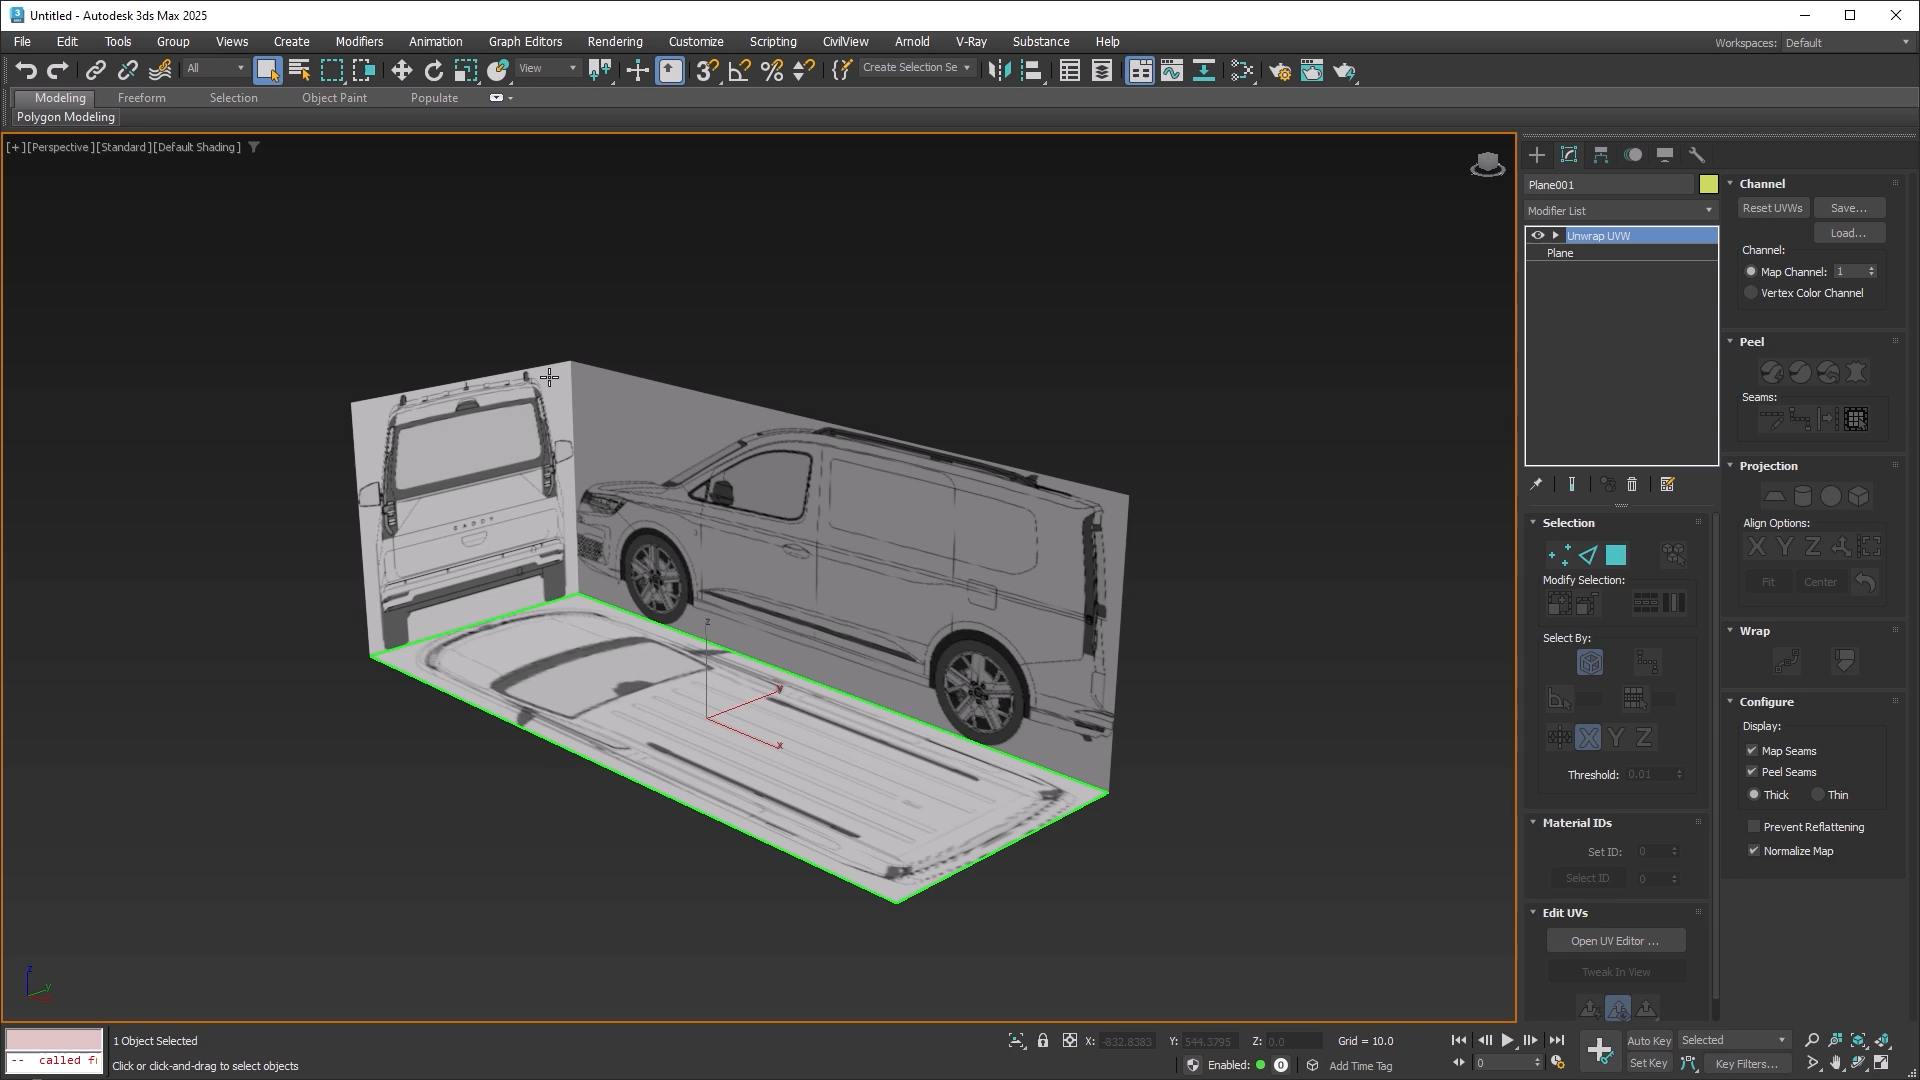 Untitled - Autodesk 3ds Max 2025
File Edit Tools Group Views Create Modifiers Animation Graph Editors Rendering Customize Scripting CivilView Arnold V-Ray Substance Help
Workspaces: Default
All View Create Selection Se
Modeling Freeform Selection Object Paint Populate
Polygon Modeling
[+][Perspective][Standard][Default Shading]
CADDY
z
y
x
z
y
Plane001
Modifier List
Unwrap UVW
Plane
Selection
Modify Selection:
Select By:
X Y Z
Threshold: 0.01
Material IDs
Set ID: 0
Select ID 0
Edit UVs
Open UV Editor ...
Tweak In View
Channel
Reset UVWs Save...
Load...
Channel:
Map Channel: 1
Vertex Color Channel
Peel
Seams:
Projection
Align Options:
X Y Z
Fit Center
Wrap
Configure
Display:
Map Seams
Peel Seams
Thick Thin
Prevent Reflattening
Normalize Map
1 Object Selected
X: -832.8383 Y: 544.3795 Z: 0.0 Grid = 10.0
-- called f
Click or click-and-drag to select objects
Enabled: 0 Add Time Tag
0
Auto Key Selected
Set Key Key Filters...